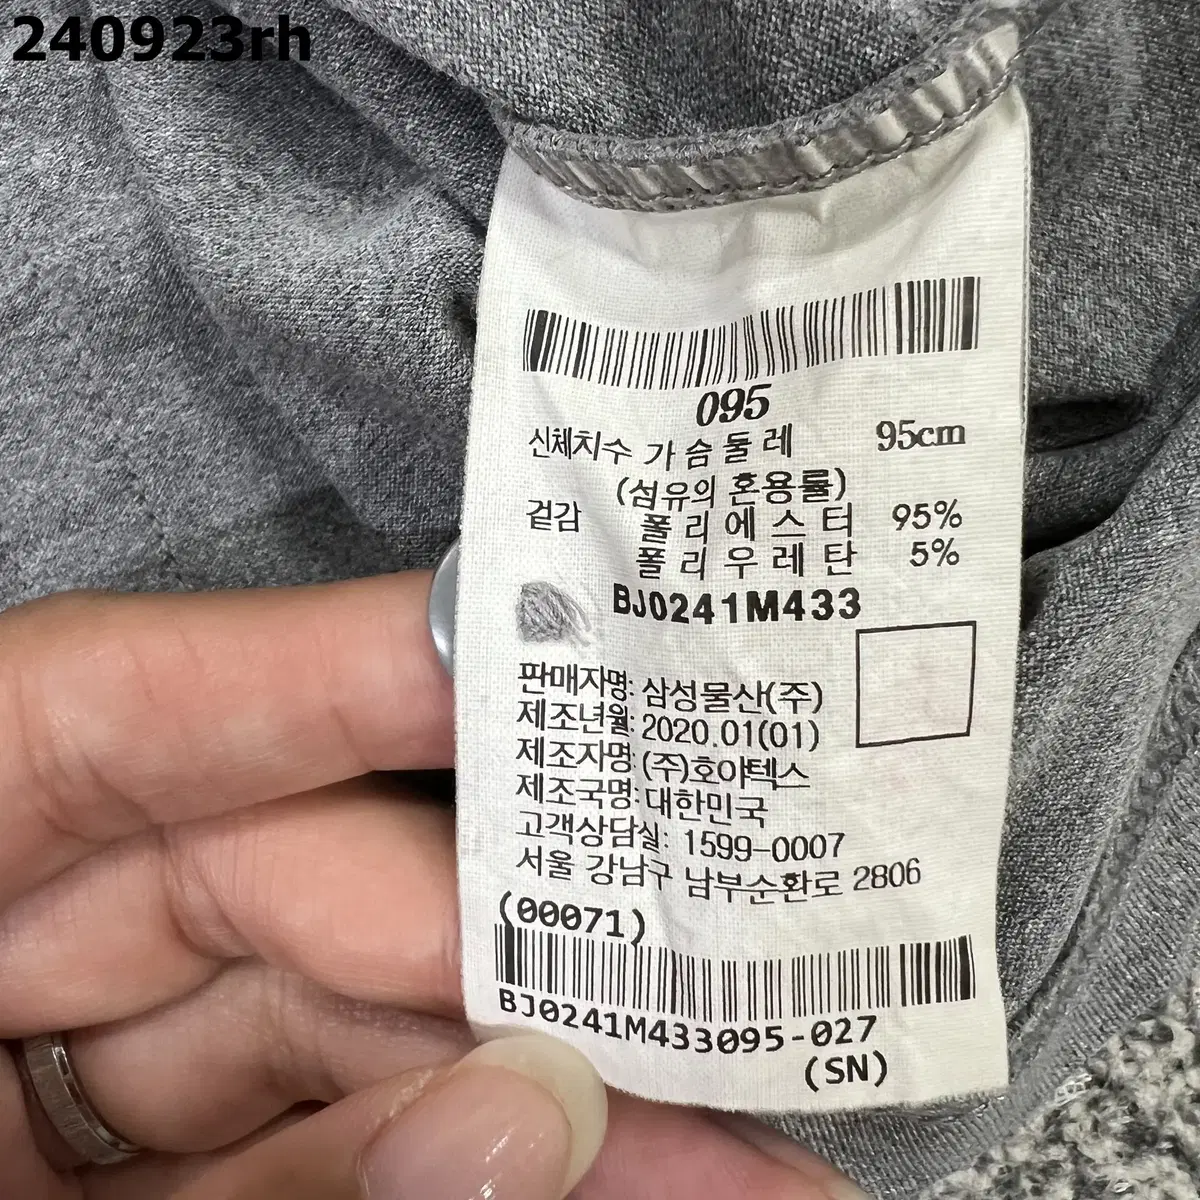 240923rh
095
신체치수 가슴둘레 95cm
(섬유의 혼용률)
겉감 폴리에스터 95%
폴리우레탄 5%
BJ0241M433
판매자명: 삼성물산(주)
제조년월: 2020.01(01)
제조자명: (주)호야텍스
제조국명: 대한민국
고객상담실: 1599-0007
서울 강남구 남부순환로 2806
(00071)
BJ0241M433095-027
(SN)